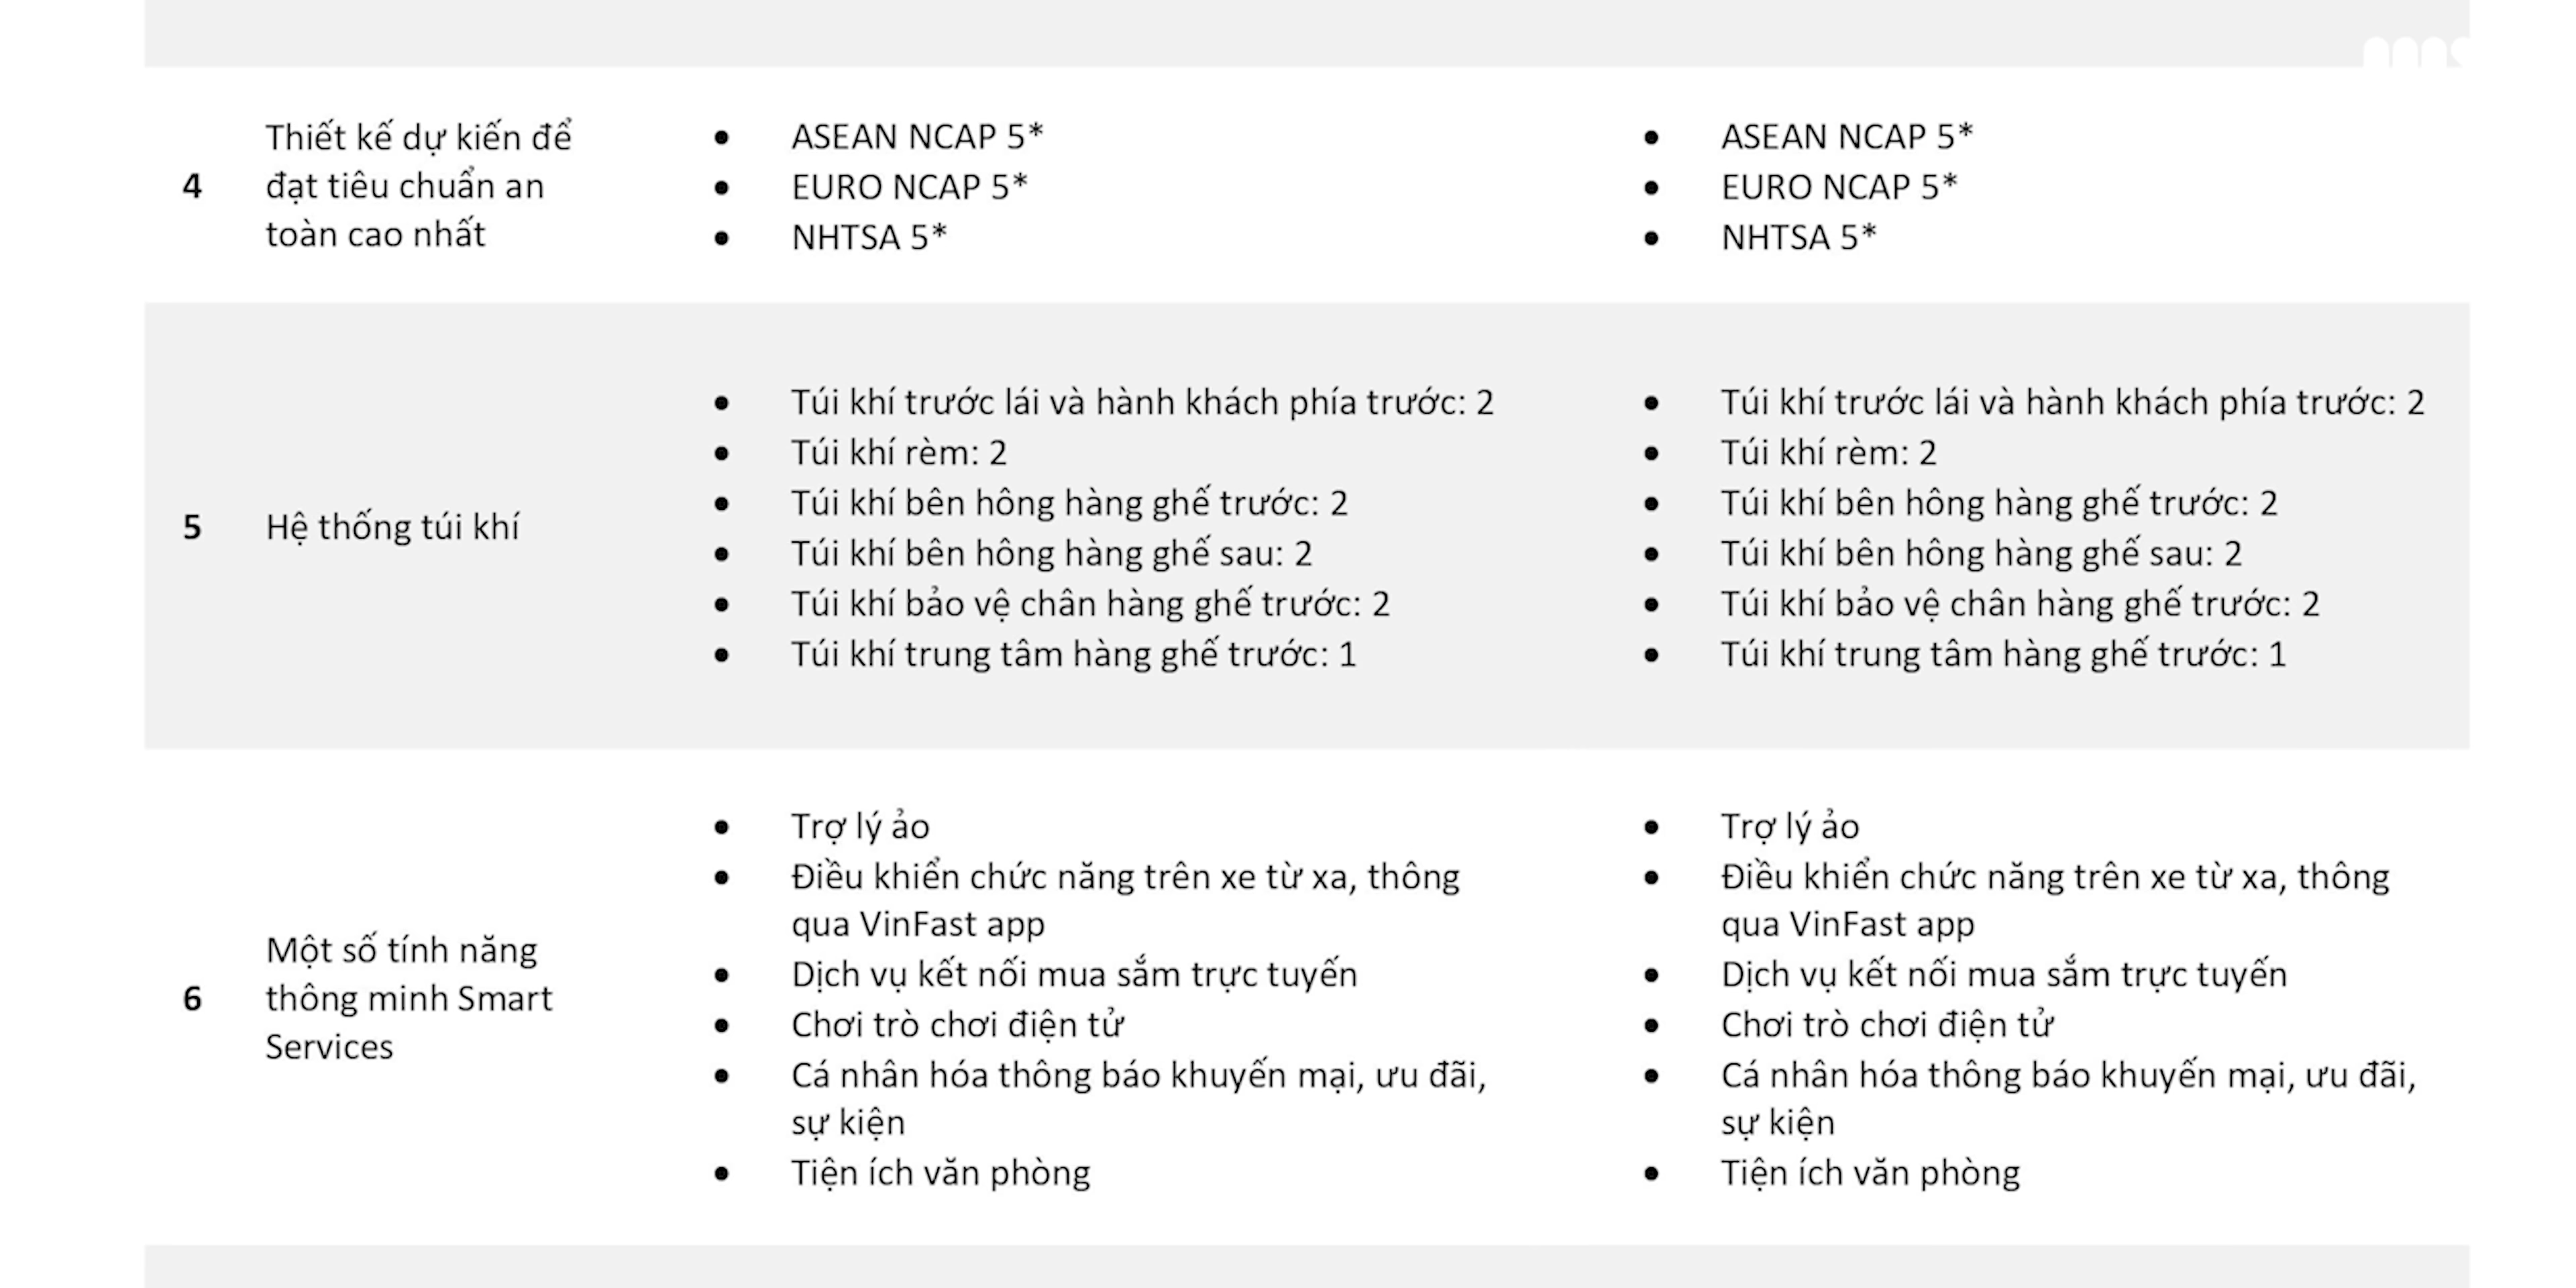 4
Thiết kế dự kiến để
đạt tiêu chuẩn an
toàn cao nhất
• ASEAN NCAP 5*
• EURO NCAP 5*
• NHTSA 5*
• ASEAN NCAP 5*
• EURO NCAP 5*
• NHTSA 5*
5
Hệ thống túi khí
• Túi khí trước lái và hành khách phía trước: 2
• Túi khí rèm: 2
• Túi khí bên hông hàng ghế trước: 2
• Túi khí bên hông hàng ghế sau: 2
• Túi khí bảo vệ chân hàng ghế trước: 2
• Túi khí trung tâm hàng ghế trước: 1
• Túi khí trước lái và hành khách phía trước: 2
• Túi khí rèm: 2
• Túi khí bên hông hàng ghế trước: 2
• Túi khí bên hông hàng ghế sau: 2
• Túi khí bảo vệ chân hàng ghế trước: 2
• Túi khí trung tâm hàng ghế trước: 1
6
Một số tính năng
thông minh Smart
Services
• Trợ lý ảo
• Điều khiển chức năng trên xe từ xa, thông
qua VinFast app
• Dịch vụ kết nối mua sắm trực tuyến
• Chơi trò chơi điện tử
• Cá nhân hóa thông báo khuyến mại, ưu đãi,
sự kiện
• Tiện ích văn phòng
• Trợ lý ảo
• Điều khiển chức năng trên xe từ xa, thông
qua VinFast app
• Dịch vụ kết nối mua sắm trực tuyến
• Chơi trò chơi điện tử
• Cá nhân hóa thông báo khuyến mại, ưu đãi,
sự kiện
• Tiện ích văn phòng